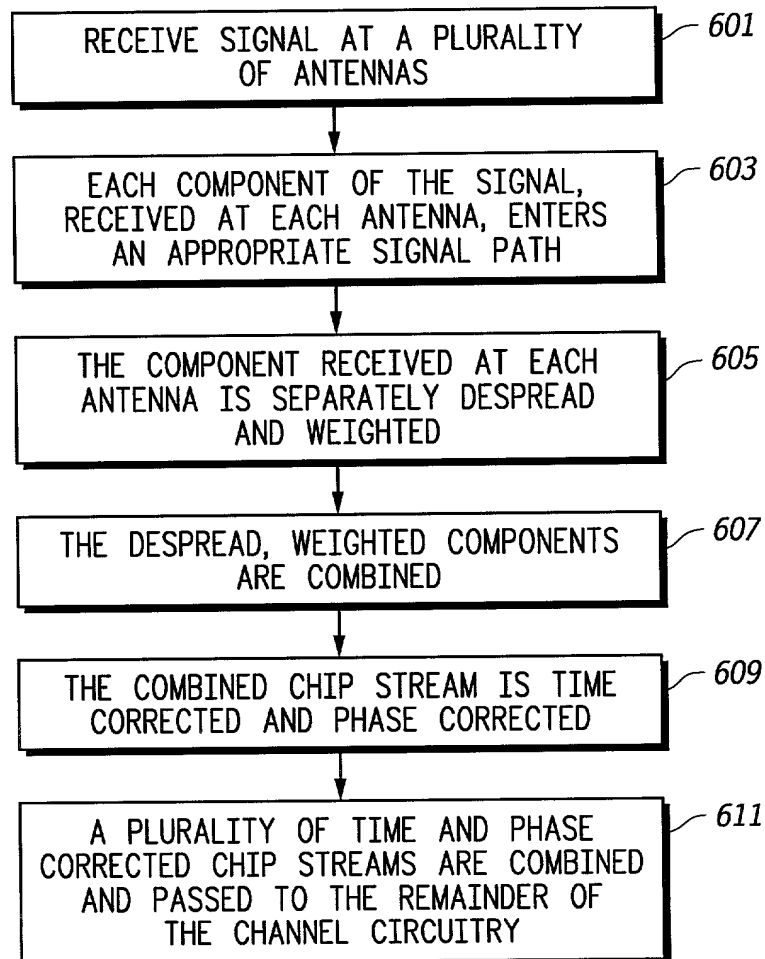 RECEIVE SIGNAL AT A PLURALITY
OF ANTENNAS
601
EACH COMPONENT OF THE SIGNAL,
RECEIVED AT EACH ANTENNA, ENTERS
AN APPROPRIATE SIGNAL PATH
603
THE COMPONENT RECEIVED AT EACH
ANTENNA IS SEPARATELY DESPREAD
AND WEIGHTED
605
THE DESPREAD, WEIGHTED COMPONENTS
ARE COMBINED
607
THE COMBINED CHIP STREAM IS TIME
CORRECTED AND PHASE CORRECTED
609
A PLURALITY OF TIME AND PHASE
CORRECTED CHIP STREAMS ARE COMBINED
AND PASSED TO THE REMAINDER OF
THE CHANNEL CIRCUITRY
611